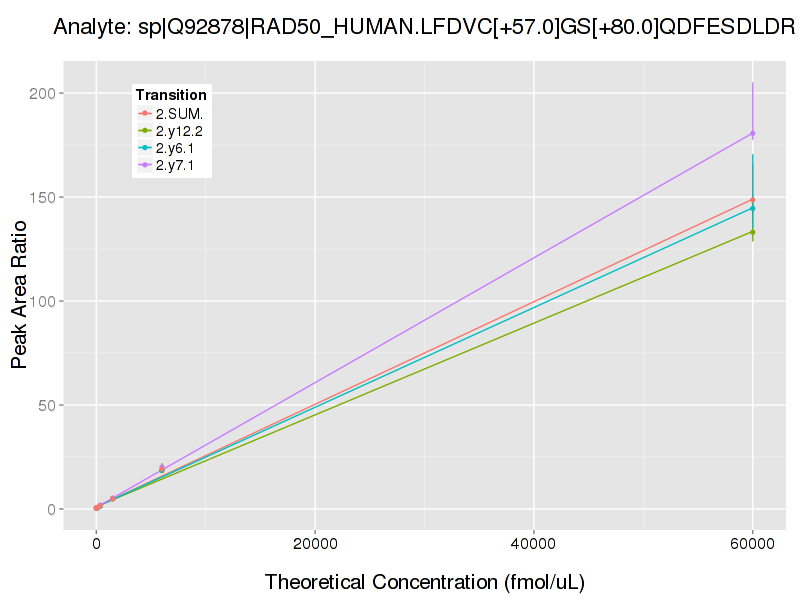 Analyte: sp|Q92878|RAD50_HUMAN.LFDVC[+57.0]GS[+80.0]QDFESDLDR
Transition
2.SUM.
2.y12.2
2.y6.1
2.y7.1
200
150
100
50
0
Peak Area Ratio
0 20000 40000 60000
Theoretical Concentration (fmol/uL)